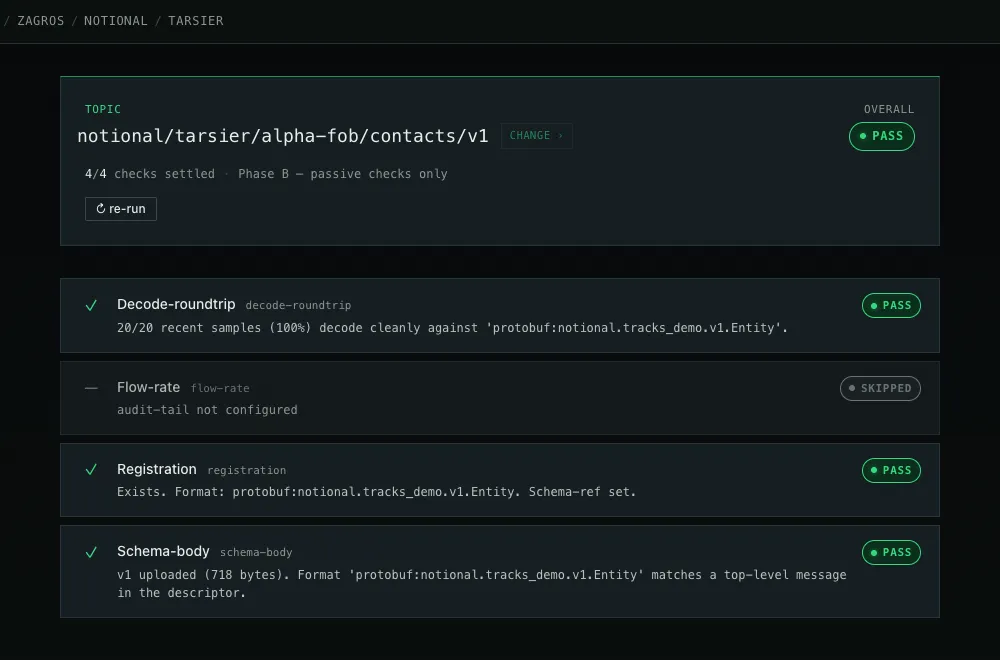 / ZAGROS / NOTIONAL / TARSIER
TOPIC
OVERALL
notional/tarsier/alpha-fob/contacts/v1 CHANGE ›
PASS
4/4 checks settled · Phase B — passive checks only
↻ re-run
Decode-roundtrip decode-roundtrip
PASS
20/20 recent samples (100%) decode cleanly against 'protobuf:notional.tracks_demo.v1.Entity'.
Flow-rate flow-rate
SKIPPED
audit-tail not configured
Registration registration
PASS
Exists. Format: protobuf:notional.tracks_demo.v1.Entity. Schema-ref set.
Schema-body schema-body
PASS
v1 uploaded (718 bytes). Format 'protobuf:notional.tracks_demo.v1.Entity' matches a top-level message
in the descriptor.